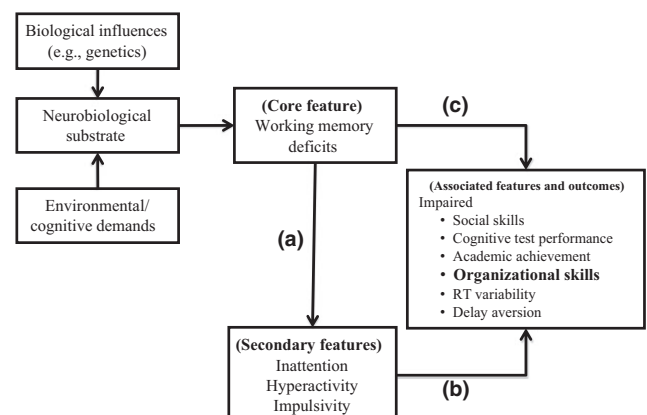 Biological influences
(e.g., genetics)
Neurobiological
substrate
Environmental/
cognitive demands
(Core feature)
Working memory
deficits
(c)
(a)
(Associated features and outcomes)
Impaired
• Social skills
• Cognitive test performance
• Academic achievement
• Organizational skills
• RT variability
• Delay aversion
(Secondary features)
Inattention
Hyperactivity
Impulsivity
(b)